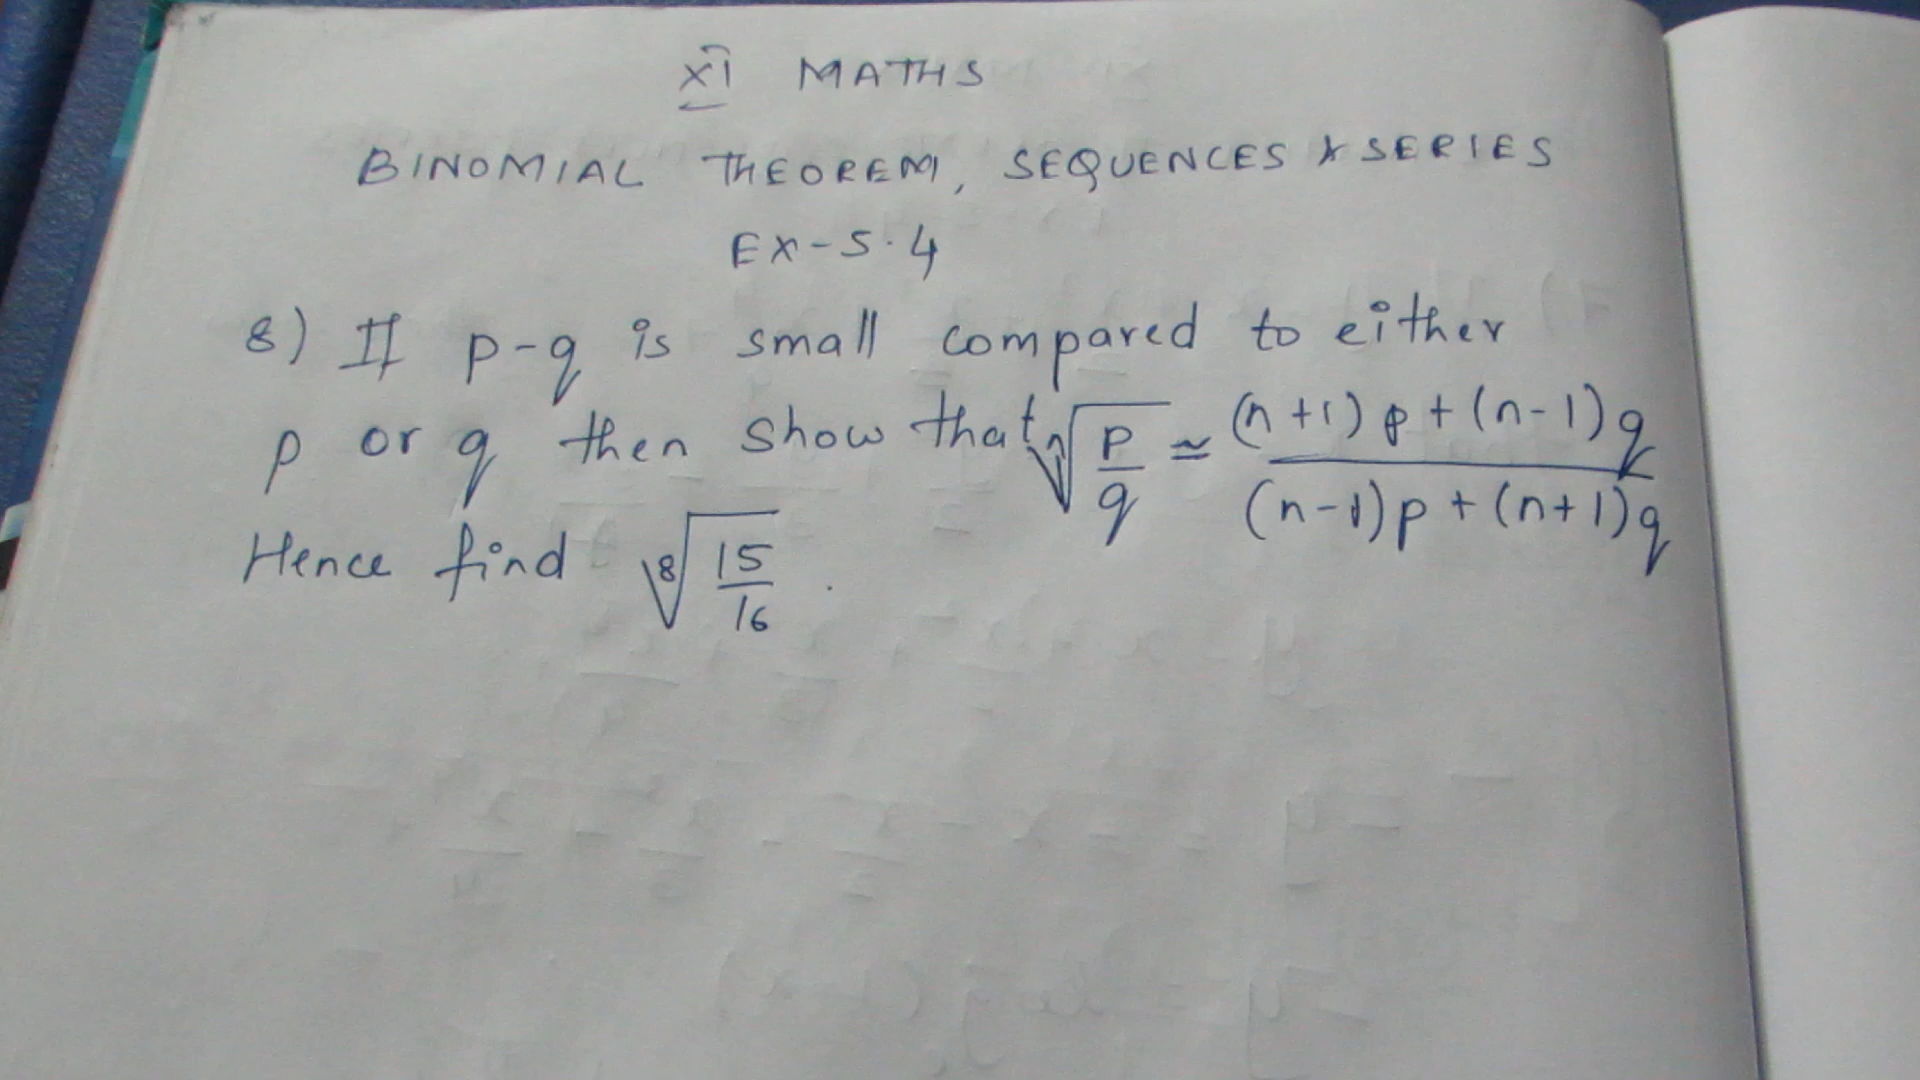 XI MATHS
BINOMIAL THEOREM, SEQUENCES & SERIES
EX-5.4
8) If p-q is small compared to either
p or q then show that ⁿ√(p/q) ≃ ((n+1)p+(n-1)q)/((n-1)p+(n+1)q)
Hence find ⁸√(15/16).